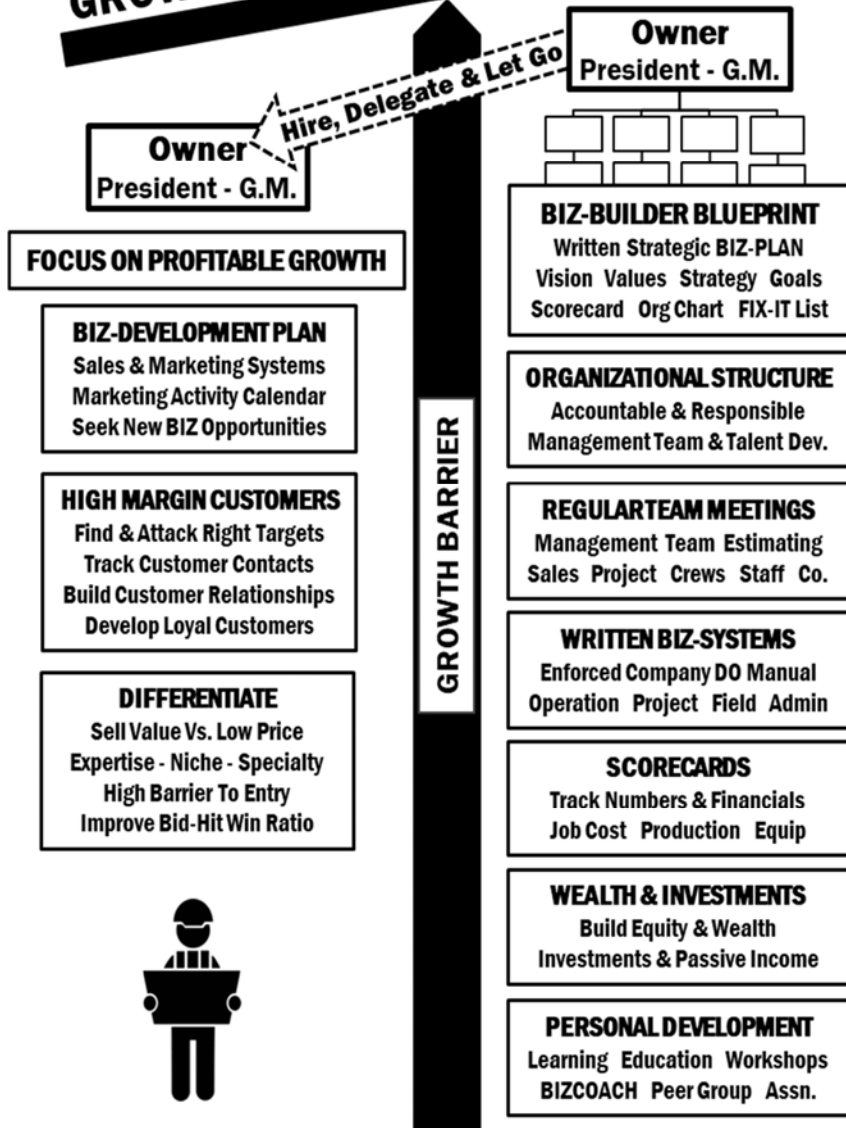 Hire, Delegate & Let Go
Owner
President - G.M.
FOCUS ON PROFITABLE GROWTH
BIZ-DEVELOPMENT PLAN
Sales & Marketing Systems
Marketing Activity Calendar
Seek New BIZ Opportunities
HIGH MARGIN CUSTOMERS
Find & Attack Right Targets
Track Customer Contacts
Build Customer Relationships
Develop Loyal Customers
DIFFERENTIATE
Sell Value Vs. Low Price
Expertise - Niche - Specialty
High Barrier To Entry
Improve Bid-Hit Win Ratio
GROWTH BARRIER
Owner
President - G.M.
BIZ-BUILDER BLUEPRINT
Written Strategic BIZ-PLAN
Vision Values Strategy Goals
Scorecard Org Chart FIX-IT List
ORGANIZATIONAL STRUCTURE
Accountable & Responsible
Management Team & Talent Dev.
REGULAR TEAM MEETINGS
Management Team Estimating
Sales Project Crews Staff Co.
WRITTEN BIZ-SYSTEMS
Enforced Company DO Manual
Operation Project Field Admin
SCORECARDS
Track Numbers & Financials
Job Cost Production Equip
WEALTH & INVESTMENTS
Build Equity & Wealth
Investments & Passive Income
PERSONAL DEVELOPMENT
Learning Education Workshops
BIZCOACH Peer Group Assn.